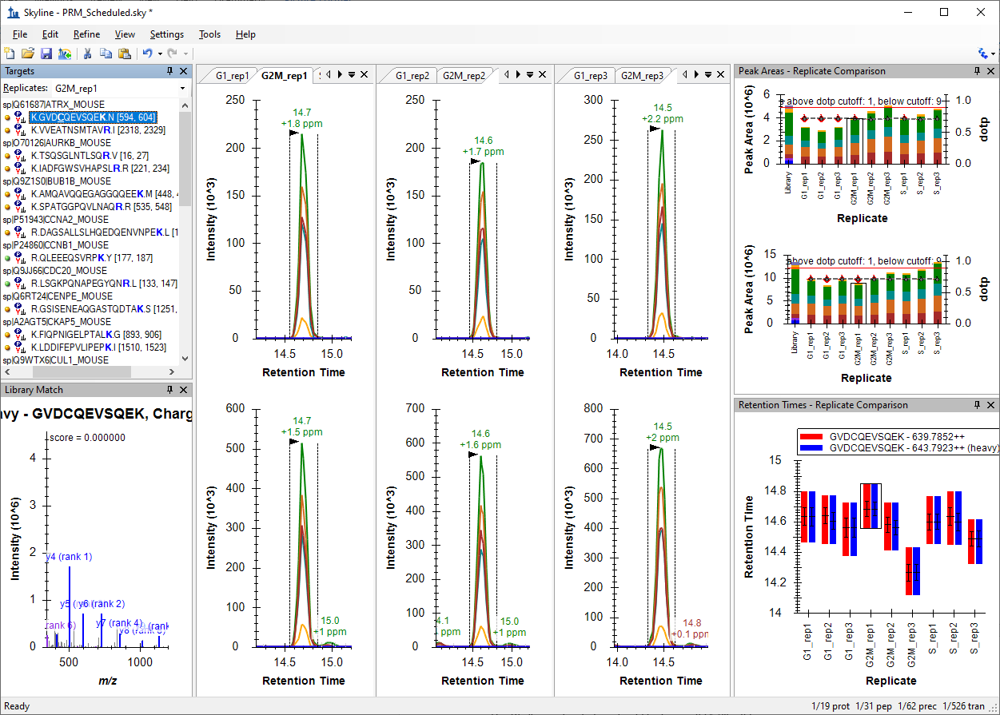 Skyline - PRM_Scheduled.sky *
File Edit Refine View Settings Tools Help
Targets
Replicates: G2M_rep1
sp|Q61687|ATRX_MOUSE
K.GVDCQEVSQEK.N [594, 604]
K.VVEATNSMTAVR.I [2318, 2329]
sp|O70126|AURKB_MOUSE
K.TSQSGLNTLSQR.V [16, 27]
K.IADFGWSVHAPSLR.R [221, 234]
sp|Q9Z1S0|BUB1B_MOUSE
K.AMQAVQQEGAGGQQEEK.M [448, 4
K.SPATGGPQVLNAQR.R [535, 548]
sp|P51943|CCNA2_MOUSE
R.DAGSALLSLHQEDQENVNPEK.L [1
sp|P24860|CCNB1_MOUSE
R.QLEEEQSVRPK.Y [177, 187]
sp|Q9JJ66|CDC20_MOUSE
R.LSGKPQNAPEGYQNR.L [133, 147]
sp|Q6RT24|CENPE_MOUSE
R.GSISENEAQGASTQDTAK.S [1251,
sp|A2AGT5|CKAP5_MOUSE
K.FIQPNIGELPTALK.G [893, 906]
K.LDDIFEPVLIPEPK.I [1510, 1523]
sp|Q9WTX6|CUL1_MOUSE
Library Match
avy - GVDCQEVSQEK, Charg
score = 0.000000
4
3
2
1
0
Intensity (10^6)
y4 (rank 1)
y6 (rank 2)
y7 (rank 4)
500 1000
m/z
G1_rep1 G2M_rep1
250
200
150
100
50
0
Intensity (10^3)
14.7
+1.8 ppm
14.5 15.0
Retention Time
600
500
400
300
200
100
0
Intensity (10^3)
14.7
+1.5 ppm
15.0
+1 ppm
14.5 15.0
Retention Time
G1_rep2 G2M_rep2
250
200
150
100
50
0
Intensity (10^3)
14.6
+1.7 ppm
14.5 15.0
Retention Time
700
600
500
400
300
200
100
0
Intensity (10^3)
14.6
+1.6 ppm
4.1
ppm
15.0
+1 ppm
14.5 15.0
Retention Time
G1_rep3 G2M_rep3
300
250
200
150
100
50
0
Intensity (10^3)
14.5
+2.2 ppm
14.0 14.5
Retention Time
800
700
600
500
400
300
200
100
0
Intensity (10^3)
14.5
+2 ppm
14.8
+0.1 ppm
14.0 14.5
Retention Time
Peak Areas - Replicate Comparison
above dotp cutoff: 1, below cutoff: 9
6
4
2
0
Peak Area (10^6)
1.0
0.5
0.0
dotp
Library G1_rep1 G1_rep2 G1_rep3 G2M_rep1 G2M_rep2 G2M_rep3 S_rep1 S_rep2 S_rep3
Replicate
above dotp cutoff: 1, below cutoff: 9
15
10
5
0
Peak Area (10^6)
1.0
0.5
0.0
dotp
Library G1_rep1 G1_rep2 G1_rep3 G2M_rep1 G2M_rep2 G2M_rep3 S_rep1 S_rep2 S_rep3
Replicate
Retention Times - Replicate Comparison
GVDCQEVSQEK - 639.7852++
GVDCQEVSQEK - 643.7923++ (heavy)
15
14.8
14.6
14.4
14.2
14
Retention Time
G1_rep1 G1_rep2 G1_rep3 G2M_rep1 G2M_rep2 G2M_rep3 S_rep1 S_rep2 S_rep3
Replicate
Ready
1/19 prot 1/31 pep 1/62 prec 1/526 tran